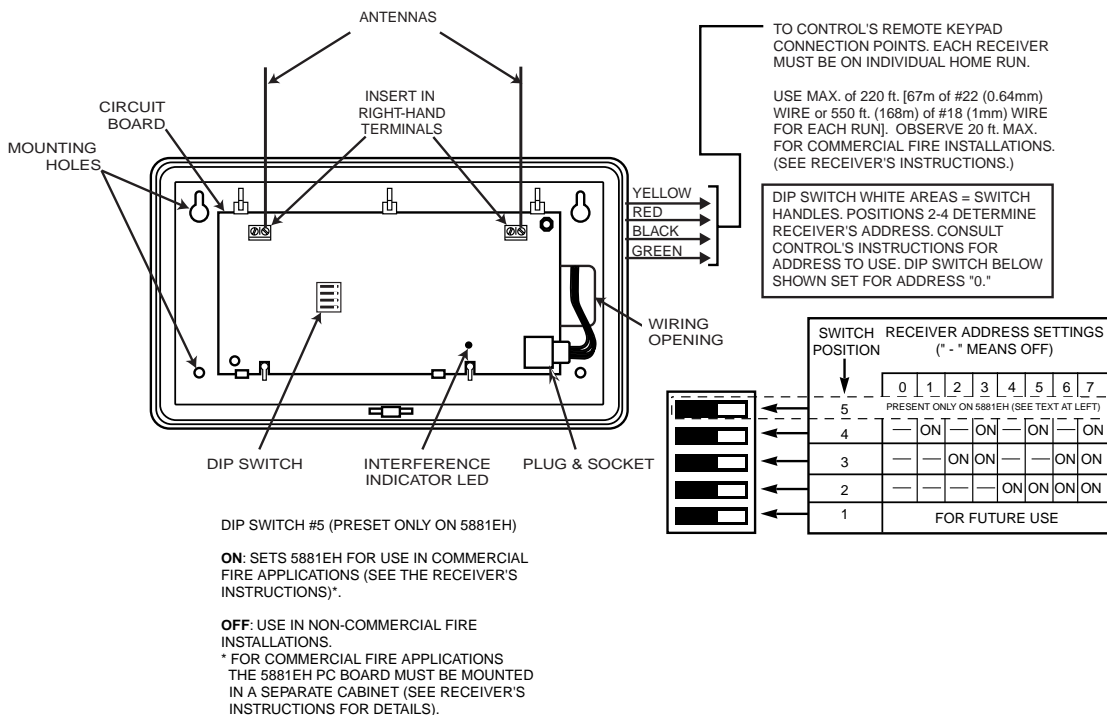 ANTENNAS
CIRCUIT
BOARD
MOUNTING
HOLES
INSERT IN
RIGHT-HAND
TERMINALS
YELLOW
RED
BLACK
GREEN
WIRING
OPENING
DIP SWITCH
INTERFERENCE
INDICATOR LED
PLUG & SOCKET
TO CONTROL'S REMOTE KEYPAD
CONNECTION POINTS. EACH RECEIVER
MUST BE ON INDIVIDUAL HOME RUN.
USE MAX. of 220 ft. [67m of #22 (0.64mm)
WIRE or 550 ft. (168m) of #18 (1mm) WIRE
FOR EACH RUN]. OBSERVE 20 ft. MAX.
FOR COMMERCIAL FIRE INSTALLATIONS.
(SEE RECEIVER'S INSTRUCTIONS.)
DIP SWITCH WHITE AREAS = SWITCH
HANDLES. POSITIONS 2-4 DETERMINE
RECEIVER'S ADDRESS. CONSULT
CONTROL'S INSTRUCTIONS FOR
ADDRESS TO USE. DIP SWITCH BELOW
SHOWN SET FOR ADDRESS "0."
SWITCH
POSITION
RECEIVER ADDRESS SETTINGS
(" - " MEANS OFF)
0 1 2 3 4 5 6 7
5 PRESENT ONLY ON 5881EH (SEE TEXT AT LEFT)
4 — ON — ON — ON — ON
3 — — ON ON — — ON ON
2 — — — — ON ON ON ON
1 FOR FUTURE USE
DIP SWITCH #5 (PRESET ONLY ON 5881EH)
ON: SETS 5881EH FOR USE IN COMMERCIAL
FIRE APPLICATIONS (SEE THE RECEIVER'S
INSTRUCTIONS)*.
OFF: USE IN NON-COMMERCIAL FIRE
INSTALLATIONS.
* FOR COMMERCIAL FIRE APPLICATIONS
THE 5881EH PC BOARD MUST BE MOUNTED
IN A SEPARATE CABINET (SEE RECEIVER'S
INSTRUCTIONS FOR DETAILS).